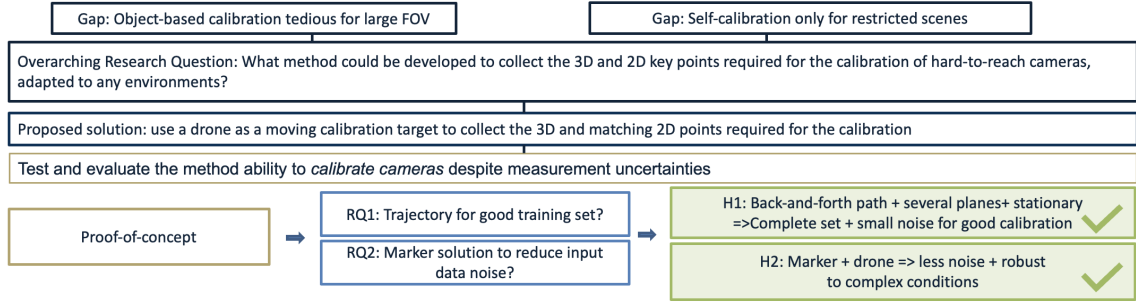 Gap: Object-based calibration tedious for large FOV
Gap: Self-calibration only for restricted scenes
Overarching Research Question: What method could be developed to collect the 3D and 2D key points required for the calibration of hard-to-reach cameras,
adapted to any environments?
Proposed solution: use a drone as a moving calibration target to collect the 3D and matching 2D points required for the calibration
Test and evaluate the method ability to calibrate cameras despite measurement uncertainties
Proof-of-concept
RQ1: Trajectory for good training set?
RQ2: Marker solution to reduce input
data noise?
H1: Back-and-forth path + several planes+ stationary
=>Complete set + small noise for good calibration
H2: Marker + drone => less noise + robust
to complex conditions